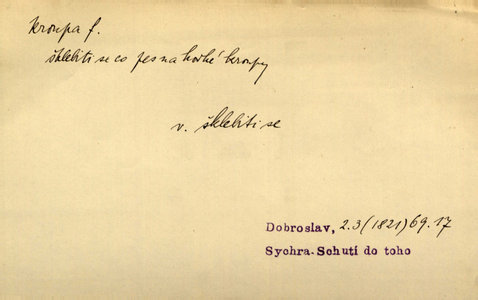 kroupa f.
šklebiti se co pes na horké kroupy
v. šklebiti se
Dobroslav, 2.3 (1821) 69.17
Sychra-Schutí do toho